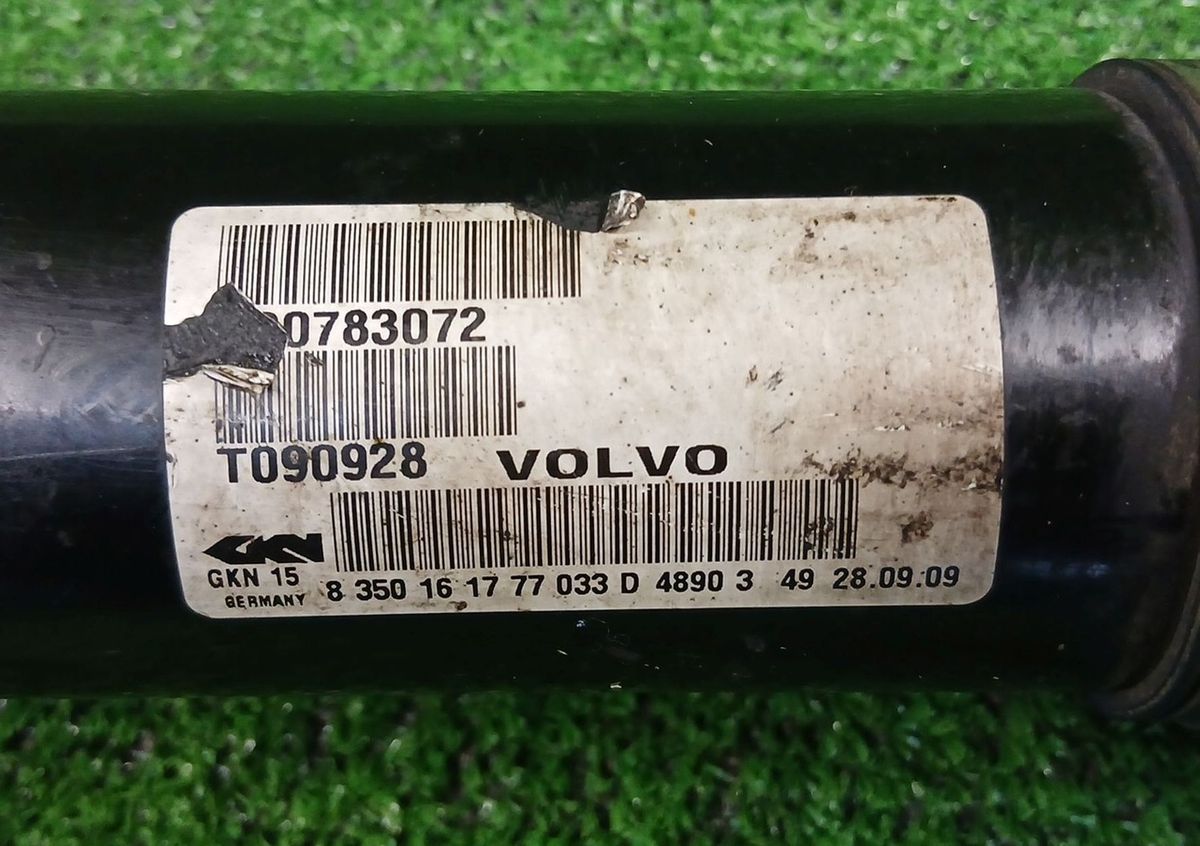 0783072
T090928 VOLVO
GKN
GKN 15 8 350 16 17 77 033 D 4890 3 49 28.09.09
GERMANY